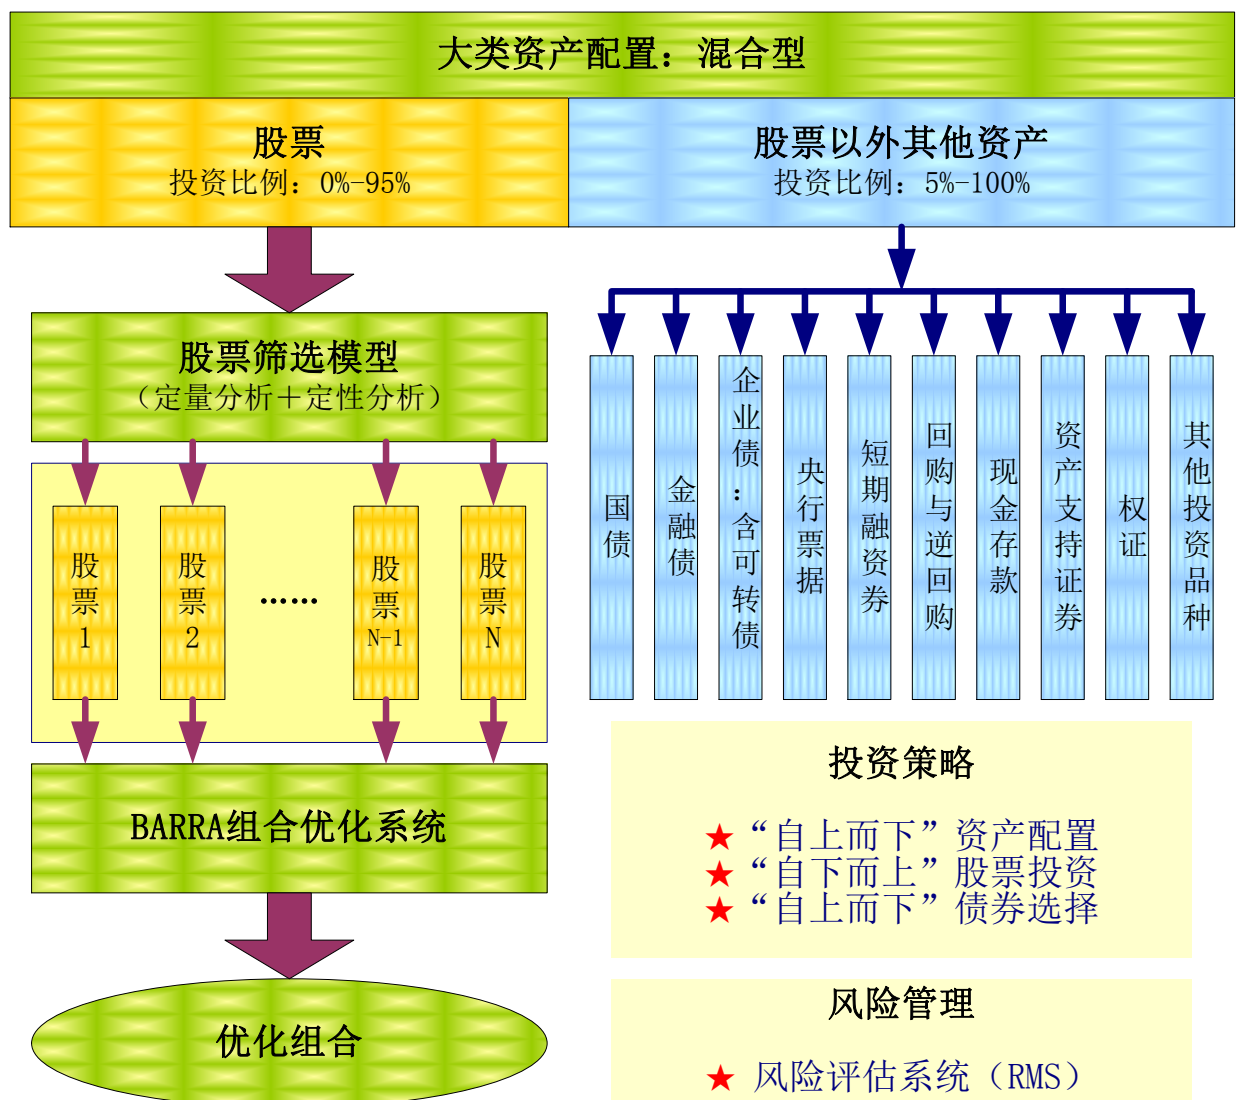 大类资产配置：混合型
股票
投资比例：0%-95%
股票以外其他资产
投资比例：5%-100%
股票筛选模型
（定量分析＋定性分析）
股票1
股票2
……
股票N-1
股票N
BARRA组合优化系统
优化组合
国债
金融债
企业债：含可转债
央行票据
短期融资券
回购与逆回购
现金存款
资产支持证券
权证
其他投资品种
投资策略
★“自上而下”资产配置
★“自下而上”股票投资
★“自上而下”债券选择
风险管理
★ 风险评估系统（RMS）